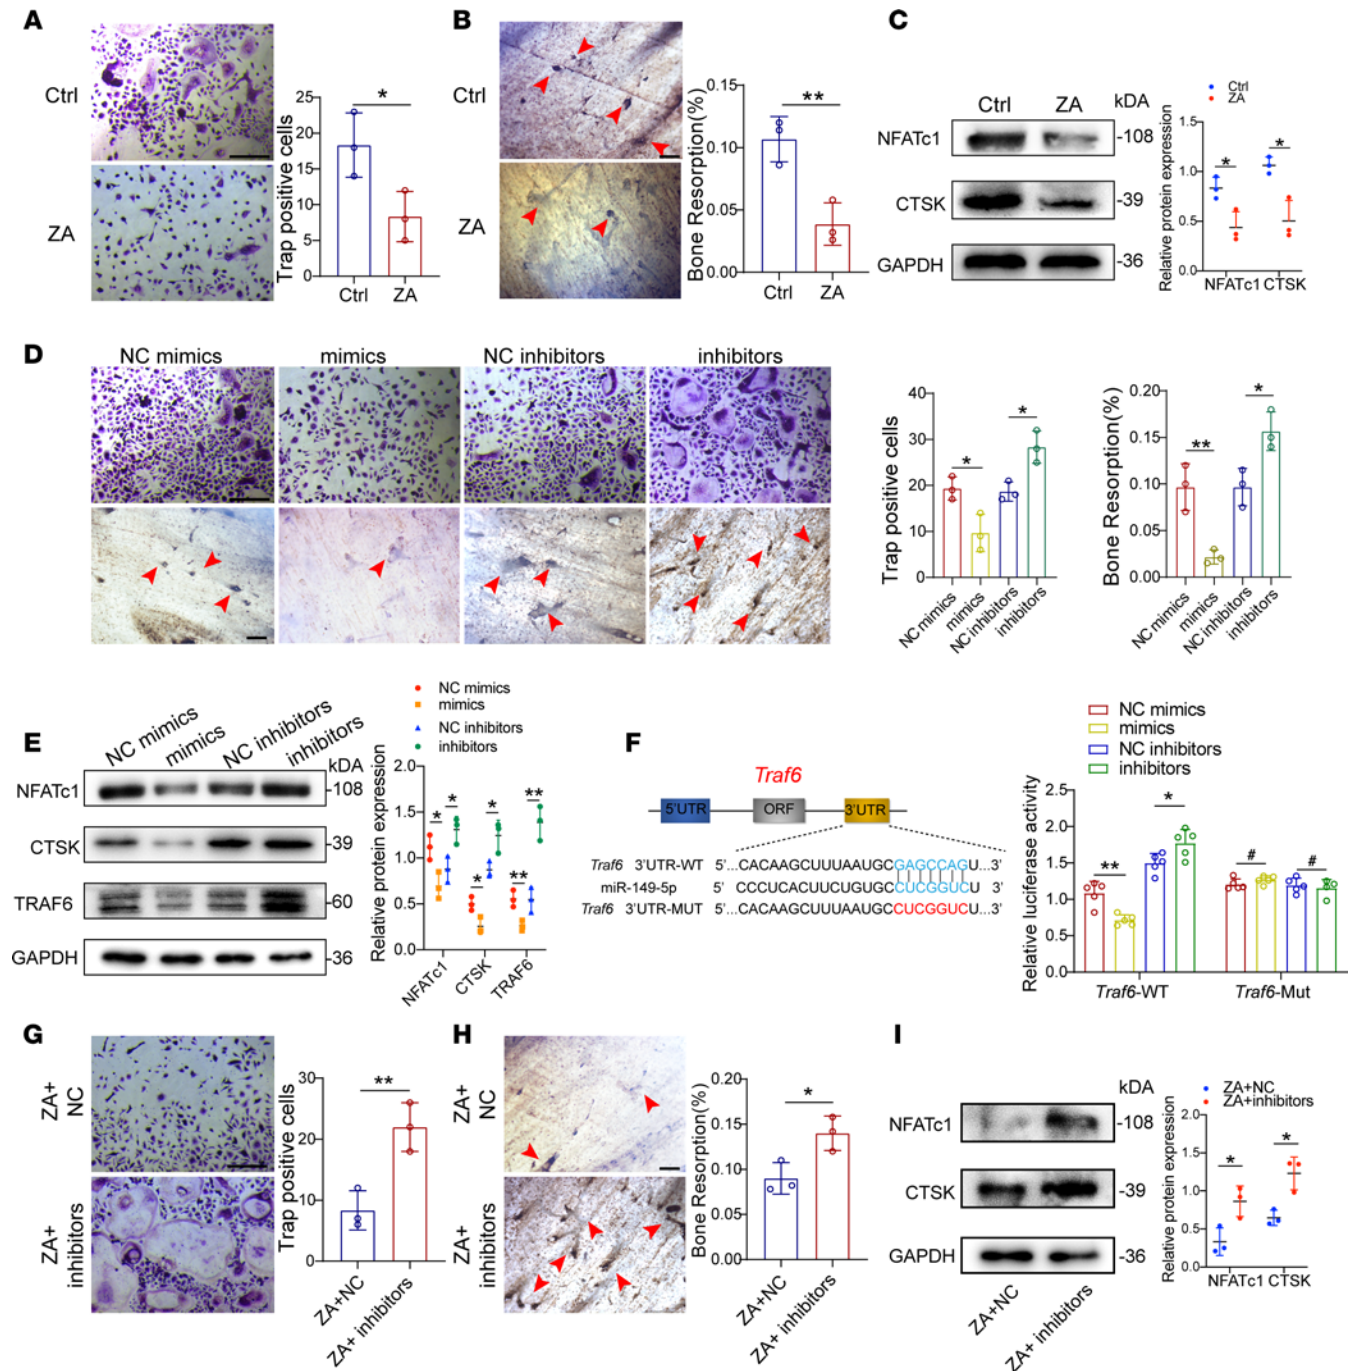 A
Ctrl
ZA
Trap positive cells
25
20
15
10
5
0
*
Ctrl
ZA
B
Ctrl
ZA
Bone Resorption(%)
0.15
0.10
0.05
0.00
**
Ctrl
ZA
C
Ctrl
ZA
kDA
NFATc1
-108
CTSK
-39
GAPDH
-36
Ctrl
ZA
Relative protein expression
1.5
1.0
0.5
0.0
*
*
NFATc1 CTSK
D
NC mimics
mimics
NC inhibitors
inhibitors
Trap positive cells
40
30
20
10
0
*
*
NC mimics
mimics
NC inhibitors
inhibitors
Bone Resorption(%)
0.20
0.15
0.10
0.05
0.00
**
*
NC mimics
mimics
NC inhibitors
inhibitors
E
NC mimics
mimics
NC inhibitors
inhibitors
kDA
NFATc1
-108
CTSK
-39
TRAF6
-60
GAPDH
-36
NC mimics
mimics
NC inhibitors
inhibitors
Relative protein expression
2.0
1.5
1.0
0.5
0.0
*
*
*
*
**
**
NFATc1
CTSK
TRAF6
F
Traf6
5'UTR
ORF
3'UTR
Traf6 3'UTR-WT 5'...CACAAGCUUUAAUGCGAGCCAGU...3'
miR-149-5p 3' CCCUCACUUCUGUGCCUCGGUCU 3'
Traf6 3'UTR-MUT 5'...CACAAGCUUUAAUGCCUCGGUCU...3'
NC mimics
mimics
NC inhibitors
inhibitors
Relative luciferase activity
2.5
2.0
1.5
1.0
0.5
0.0
**
*
#
#
Traf6-WT
Traf6-Mut
G
ZA+
NC
ZA+
inhibitors
Trap positive cells
30
20
10
0
**
ZA+NC
ZA+ inhibitors
H
ZA+
NC
ZA+
inhibitors
Bone Resorption(%)
0.20
0.15
0.10
0.05
0.00
*
ZA+NC
ZA+ inhibitors
I
kDA
NFATc1
-108
CTSK
-39
GAPDH
-36
ZA+NC
ZA+ inhibitors
ZA+NC
ZA+inhibitors
Relative protein expression
2.0
1.5
1.0
0.5
0.0
*
*
NFATc1 CTSK